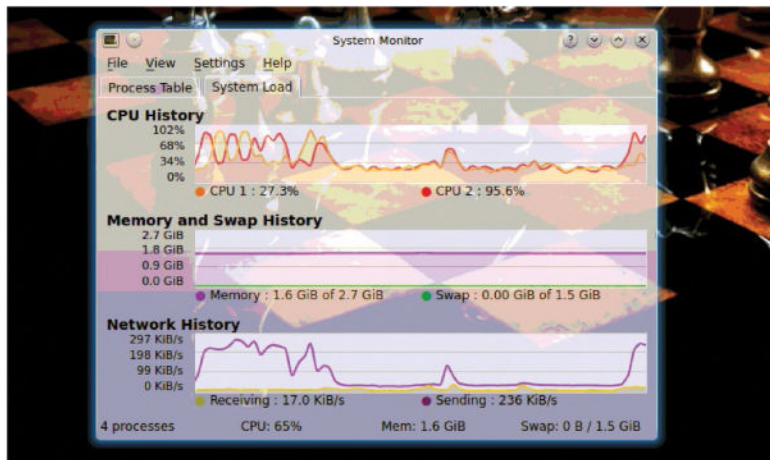 System Monitor
File View Settings Help
Process Table System Load
CPU History
102%
68%
34%
0%
CPU 1 : 27.3% CPU 2 : 95.6%
Memory and Swap History
2.7 GiB
1.8 GiB
0.9 GiB
0.0 GiB
Memory : 1.6 GiB of 2.7 GiB Swap : 0.00 GiB of 1.5 GiB
Network History
297 KiB/s
198 KiB/s
99 KiB/s
0 KiB/s
Receiving : 17.0 KiB/s Sending : 236 KiB/s
4 processes CPU: 65% Mem: 1.6 GiB Swap: 0 B / 1.5 GiB